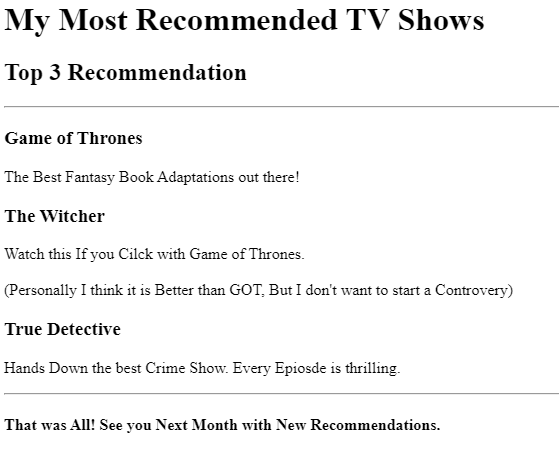 My Most Recommended TV Shows
Top 3 Recommendation
Game of Thrones
The Best Fantasy Book Adaptations out there!
The Witcher
Watch this If you Cilck with Game of Thrones.
(Personally I think it is Better than GOT, But I don't want to start a Controvery)
True Detective
Hands Down the best Crime Show. Every Epiosde is thrilling.
That was All! See you Next Month with New Recommendations.